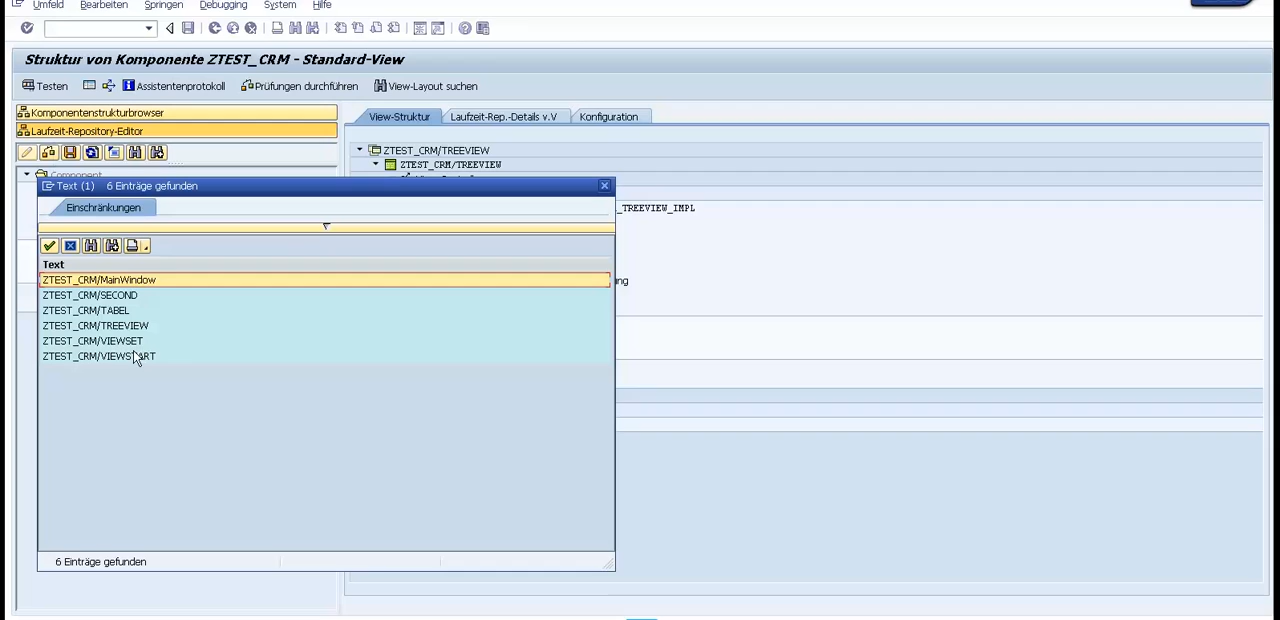 Umfeld Bearbeiten Springen Debugging System Hilfe
Struktur von Komponente ZTEST_CRM - Standard-View
Testen Assistentenprotokoll Prüfungen durchführen View-Layout suchen
Komponentenstrukturbrowser
Laufzeit-Repository-Editor
View-Struktur Laufzeit-Rep.-Details v.V Konfiguration
ZTEST_CRM/TREEVIEW
ZTEST_CRM/TREEVIEW
Component
_TREEVIEW_IMPL
ng
Text (1) 6 Einträge gefunden
Einschränkungen
Text
ZTEST_CRM/MainWindow
ZTEST_CRM/SECOND
ZTEST_CRM/TABEL
ZTEST_CRM/TREEVIEW
ZTEST_CRM/VIEWSET
ZTEST_CRM/VIEWSTART
6 Einträge gefunden